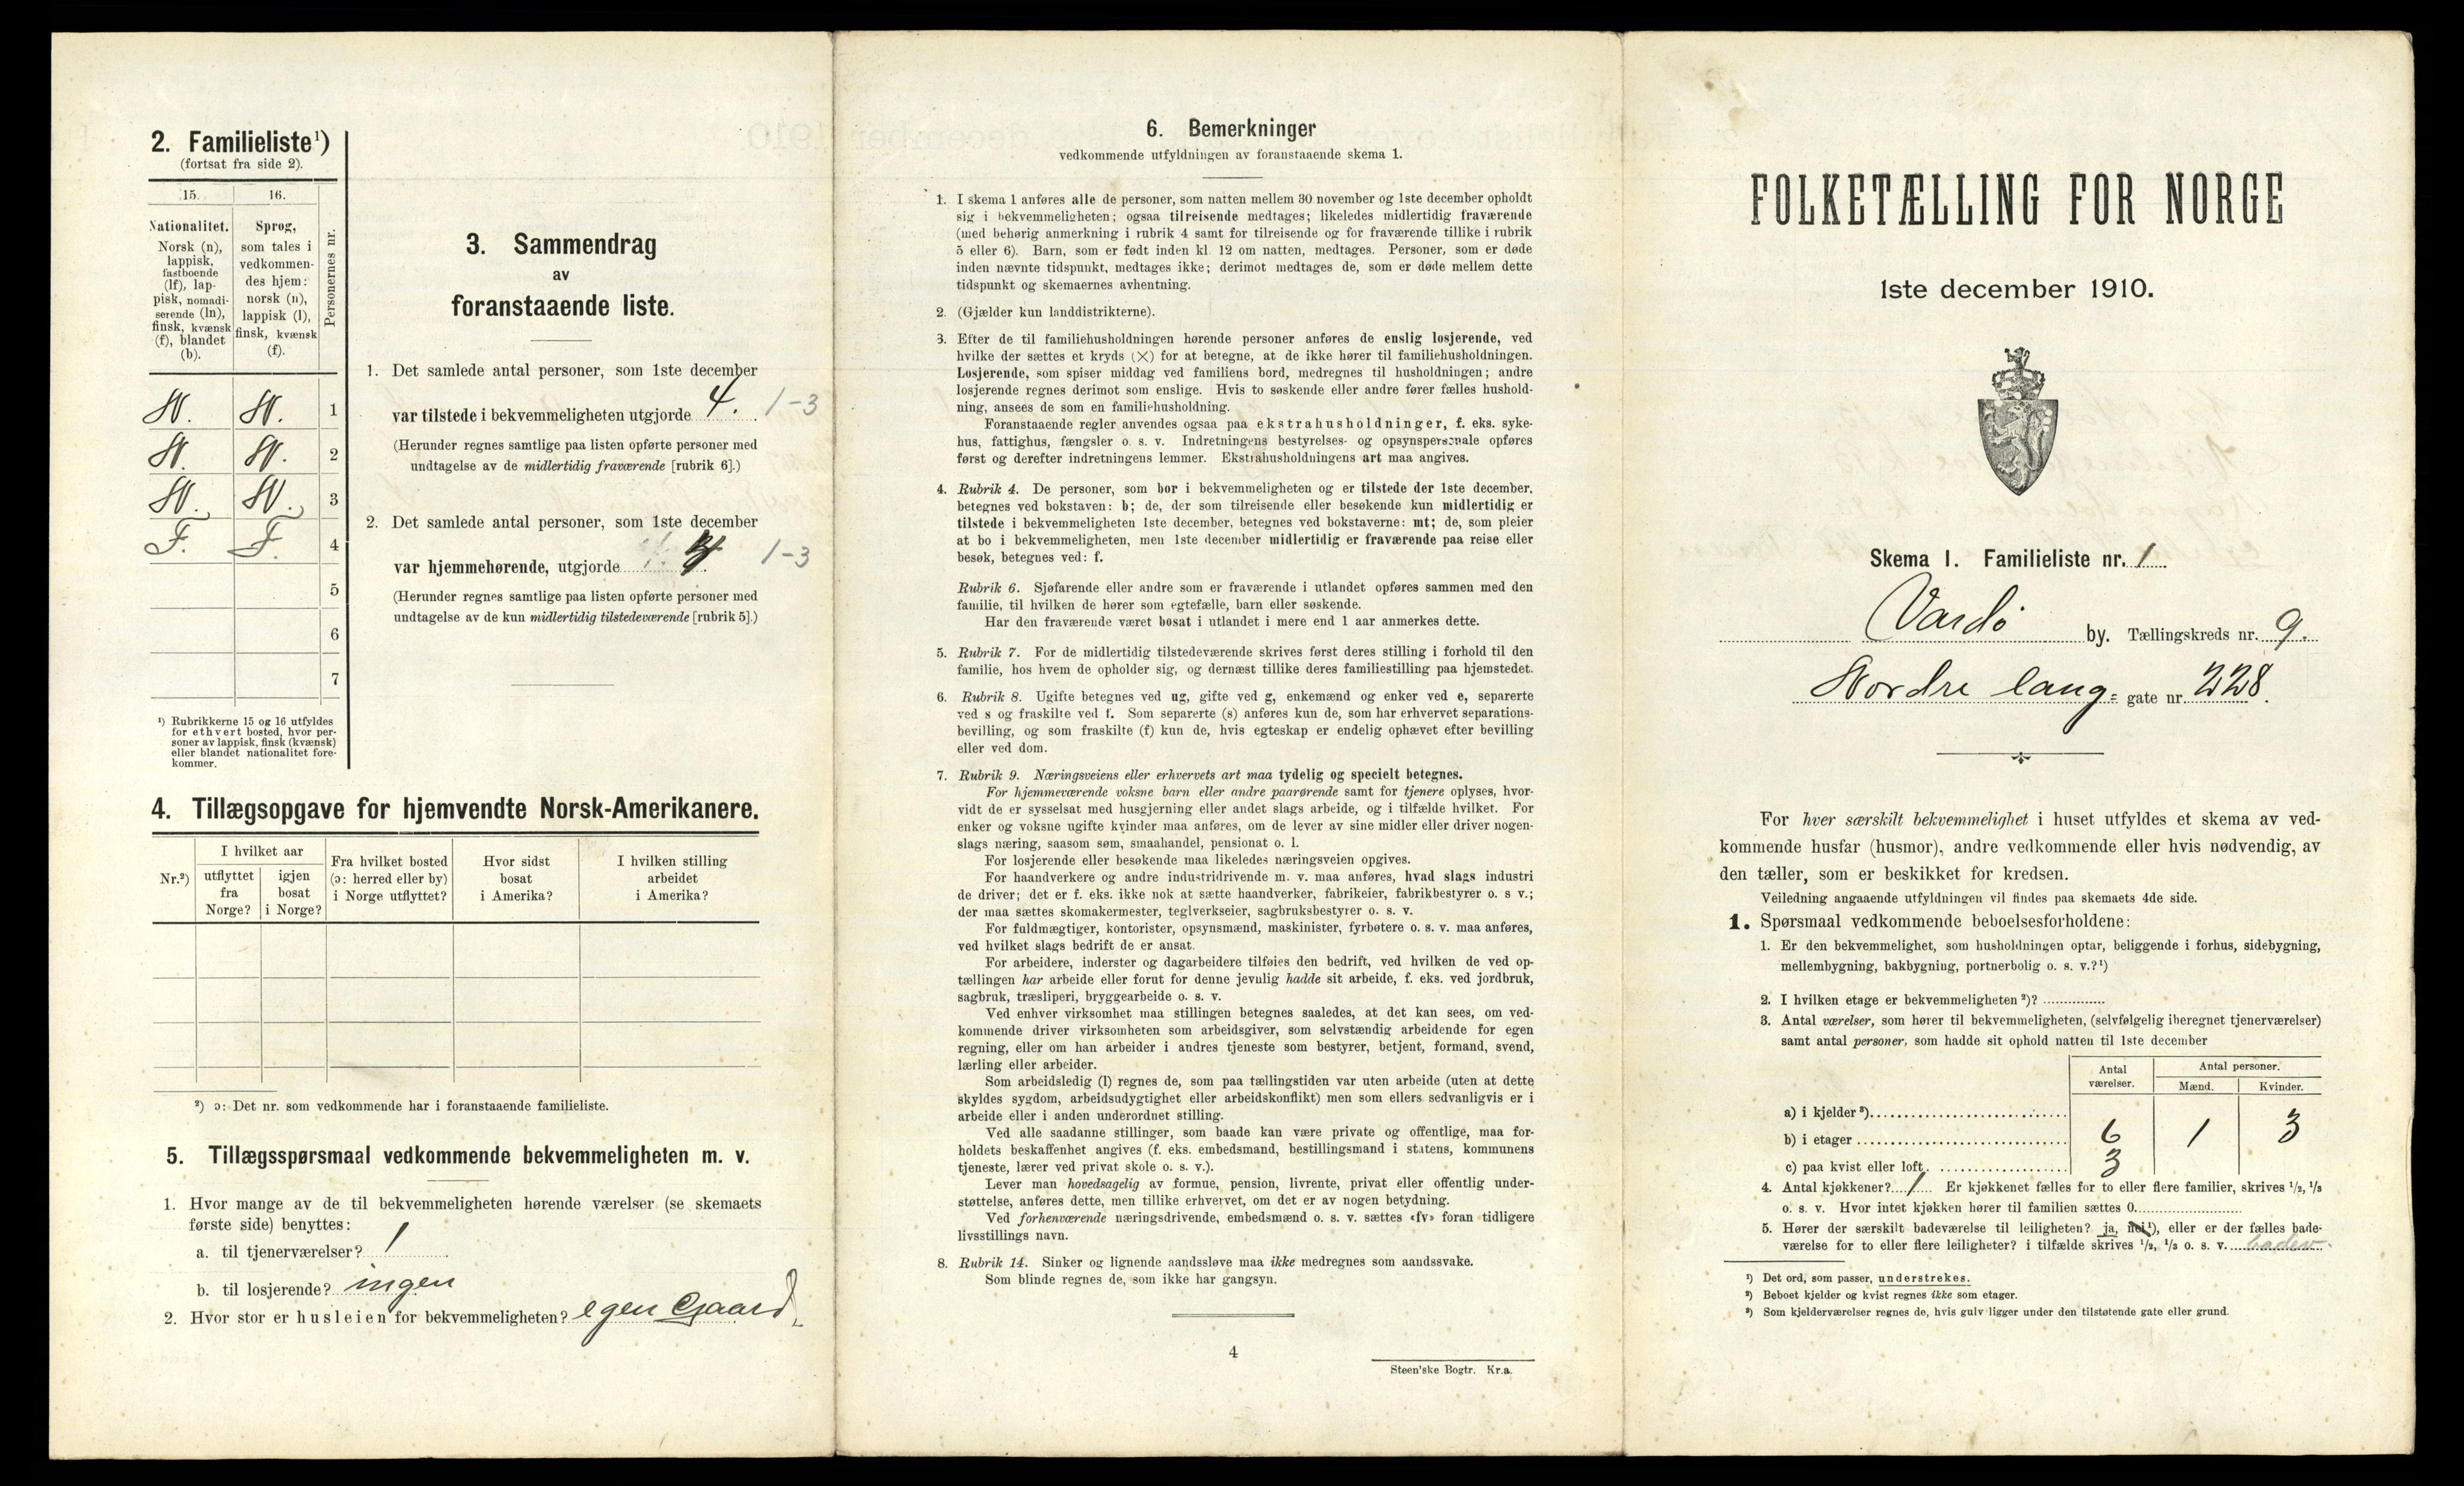 2. Familieliste¹)
(fortsat fra side 2).
15.
16.
Nationalitet.
Norsk (n),
lappisk,
fastboende
(lf), lap-
pisk, nomadi-
serende (ln),
finsk, kvænsk
(f), blandet
(b).
Sprog,
som tales i
vedkommen-
des hjem:
norsk (n),
lappisk (l),
finsk, kvænsk
(f).
Personernes nr.
N. N. 1
N. N. 2
N. N. 3
F. F. 4
5
6
7
¹) Rubrikkerne 15 og 16 utfyldes
for ethvert bosted, hvor per-
soner av lappisk, finsk (kvænsk)
eller blandet nationalitet fore-
kommer.
3. Sammendrag
av
foranstaaende liste.
1. Det samlede antal personer, som 1ste december
var tilstede i bekvemmeligheten utgjorde 4. 1-3
(Herunder regnes samtlige paa listen opførte personer med
undtagelse av de midlertidig fraværende [rubrik 6].)
2. Det samlede antal personer, som 1ste december
var hjemmehørende, utgjorde 1-3
(Herunder regnes samtlige paa listen opførte personer med
undtagelse av de kun midlertidig tilstedeværende [rubrik 5].)
4. Tillægsopgave for hjemvendte Norsk-Amerikanere.
Nr.²)
I hvilket aar
utflyttet
fra
Norge?
igjen
bosat
i Norge?
Fra hvilket bosted
(ɔ: herred eller by)
i Norge utflyttet?
Hvor sidst
bosat
i Amerika?
I hvilken stilling
arbeidet
i Amerika?
²) ɔ: Det nr. som vedkommende har i foranstaaende familieliste.
5. Tillægsspørsmaal vedkommende bekvemmeligheten m. v.
1. Hvor mange av de til bekvemmeligheten hørende værelser (se skemaets
første side) benyttes:
a. til tjenerværelser? 1
b. til losjerende? ingen
2. Hvor stor er husleien for bekvemmeligheten? egen Gaard
6. Bemerkninger
vedkommende utfyldningen av foranstaaende skema 1.
1. I skema 1 anføres alle de personer, som natten mellem 30 november og 1ste december opholdt
sig i bekvemmeligheten; ogsaa tilreisende medtages; likeledes midlertidig fraværende
(med behørig anmerkning i rubrik 4 samt for tilreisende og for fraværende tillike i rubrik
5 eller 6). Barn, som er født inden kl. 12 om natten, medtages. Personer, som er døde
inden nævnte tidspunkt, medtages ikke; derimot medtages de, som er døde mellem dette
tidspunkt og skemaernes avhentning.
2. (Gjælder kun landdistrikterne).
3. Efter de til familiehusholdningen hørende personer anføres de enslig losjerende, ved
hvilke der sættes et kryds (×) for at betegne, at de ikke hører til familiehusholdningen.
Losjerende, som spiser middag ved familiens bord, medregnes til husholdningen; andre
losjerende regnes derimot som enslige. Hvis to søskende eller andre fører fælles hushold-
ning, ansees de som en familiehusholdning.
Foranstaaende regler anvendes ogsaa paa ekstrahusholdninger, f. eks. syke-
hus, fattighus, fængsler o. s. v. Indretningens bestyrelses- og opsynspersonale opføres
først og derefter indretningens lemmer. Ekstrahusholdningens art maa angives.
4. Rubrik 4. De personer, som bor i bekvemmeligheten og er tilstede der 1ste december,
betegnes ved bokstaven: b; de, der som tilreisende eller besøkende kun midlertidig er
tilstede i bekvemmeligheten 1ste december, betegnes ved bokstaverne: mt; de, som pleier
at bo i bekvemmeligheten, men 1ste december midlertidig er fraværende paa reise eller
besøk, betegnes ved: f.
Rubrik 6. Sjøfarende eller andre som er fraværende i utlandet opføres sammen med den
familie, til hvilken de hører som egtefælle, barn eller søskende.
Har den fraværende været bosat i utlandet i mere end 1 aar anmerkes dette.
5. Rubrik 7. For de midlertidig tilstedeværende skrives først deres stilling i forhold til den
familie, hos hvem de opholder sig, og dernæst tillike deres familiestilling paa hjemstedet.
6. Rubrik 8. Ugifte betegnes ved ug, gifte ved g, enkemænd og enker ved e, separerte
ved s og fraskilte ved f. Som separerte (s) anføres kun de, som har erhvervet separations-
bevilling, og som fraskilte (f) kun de, hvis egteskap er endelig ophævet efter bevilling
eller ved dom.
7. Rubrik 9. Næringsveiens eller erhvervets art maa tydelig og specielt betegnes.
For hjemmeværende voksne barn eller andre paarørende samt for tjenere oplyses, hvor-
vidt de er sysselsat med husgjerning eller andet slags arbeide, og i tilfælde hvilket. For
enker og voksne ugifte kvinder maa anføres, om de lever av sine midler eller driver nogen-
slags næring, saasom søm, smaahandel, pensionat o. l.
For losjerende eller besøkende maa likeledes næringsveien opgives.
For haandverkere og andre industridrivende m. v. maa anføres, hvad slags industri
de driver; det er f. eks. ikke nok at sætte haandverker, fabrikeier, fabrikbestyrer o. s v.;
der maa sættes skomakermester, teglverkseier, sagbruksbestyrer o. s. v.
For fuldmægtiger, kontorister, opsynsmænd, maskinister, fyrbøtere o. s. v. maa anføres,
ved hvilket slags bedrift de er ansat.
For arbeidere, inderster og dagarbeidere tilføies den bedrift, ved hvilken de ved op-
tællingen har arbeide eller forut for denne jevnlig hadde sit arbeide, f. eks. ved jordbruk,
sagbruk, træsliperi, bryggearbeide o. s. v.
Ved enhver virksomhet maa stillingen betegnes saaledes, at det kan sees, om ved-
kommende driver virksomheten som arbeidsgiver, som selvstændig arbeidende for egen
regning, eller om han arbeider i andres tjeneste som bestyrer, betjent, formand, svend,
lærling eller arbeider.
Som arbeidsledig (l) regnes de, som paa tællingstiden var uten arbeide (uten at dette
skyldes sygdom, arbeidsudygtighet eller arbeidskonflikt) men som ellers sedvanligvis er i
arbeide eller i anden underordnet stilling.
Ved alle saadanne stillinger, som baade kan være private og offentlige, maa for-
holdets beskaffenhet angives (f. eks. embedsmand, bestillingsmand i statens, kommunens
tjeneste, lærer ved privat skole o. s. v.).
Lever man hovedsagelig av formue, pension, livrente, privat eller offentlig under-
støttelse, anføres dette, men tillike erhvervet, om det er av nogen betydning.
Ved forhenværende næringsdrivende, embedsmænd o. s. v. sættes «fv» foran tidligere
livsstillings navn.
8. Rubrik 14. Sinker og lignende aandssløve maa ikke medregnes som aandssvake.
Som blinde regnes de, som ikke har gangsyn.
4
Steen'ske Bogtr. Kr.a.
FOLKETÆLLING FOR NORGE
1ste december 1910.
Skema 1. Familieliste nr. 1
Vardö by. Tællingskreds nr. 9.
Nordre lang= gate nr. 228.
For hver særskilt bekvemmelighet i huset utfyldes et skema av ved-
kommende husfar (husmor), andre vedkommende eller hvis nødvendig, av
den tæller, som er beskikket for kredsen.
Veiledning angaaende utfyldningen vil findes paa skemaets 4de side.
1. Spørsmaal vedkommende beboelsesforholdene:
1. Er den bekvemmelighet, som husholdningen optar, beliggende i forhus, sidebygning,
mellembygning, bakbygning, portnerbolig o. s. v.?¹)
2. I hvilken etage er bekvemmeligheten²)?
3. Antal værelser, som hører til bekvemmeligheten, (selvfølgelig iberegnet tjenerværelser)
samt antal personer, som hadde sit ophold natten til 1ste december
Antal
værelser.
Antal personer.
Mænd. Kvinder.
a) i kjelder³)
b) i etager 6 1 3
c) paa kvist eller loft 3
4. Antal kjøkkener? 1 Er kjøkkenet fælles for to eller flere familier, skrives ½, ⅓
o. s. v. Hvor intet kjøkken hører til familien sættes 0.
5. Hører der særskilt badeværelse til leiligheten? ja, nei¹), eller er der fælles bade-
værelse for to eller flere leiligheter? i tilfælde skrives ½, ⅓ o. s. v. badev.
¹) Det ord, som passer, understrekes.
²) Beboet kjelder og kvist regnes ikke som etager.
³) Som kjelderværelser regnes de, hvis gulv ligger under den tilstøtende gate eller grund.